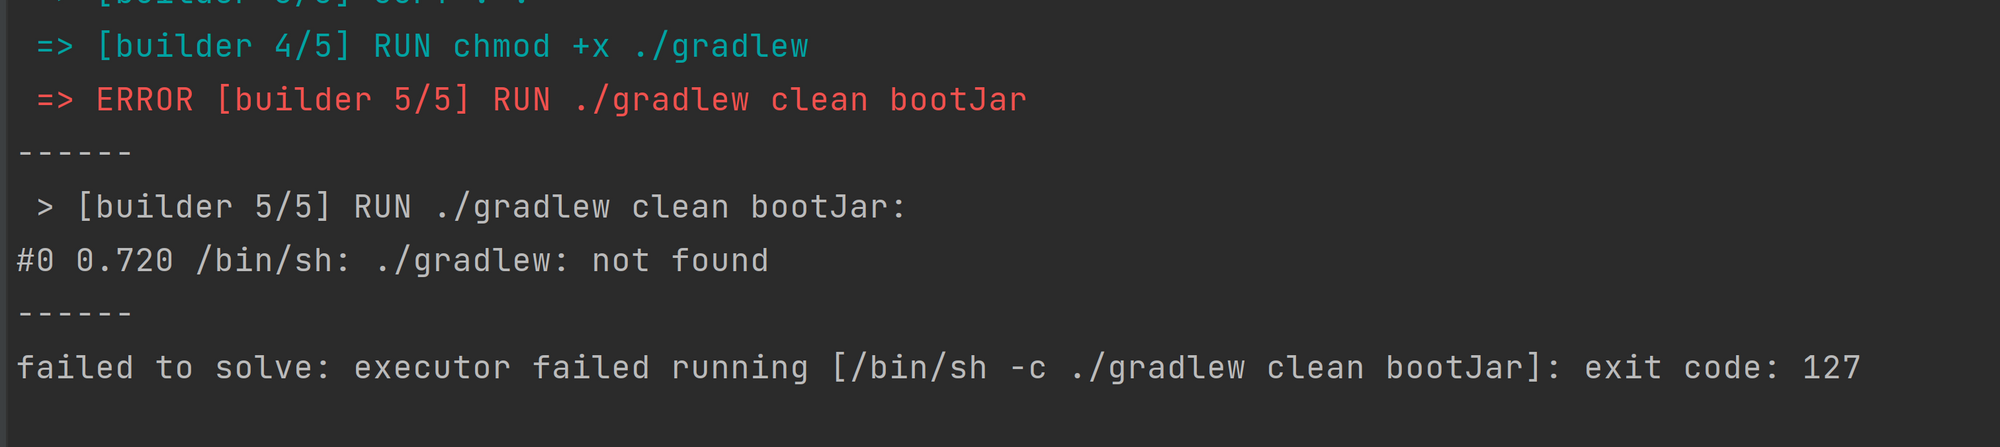 => [builder 4/5] RUN chmod +x ./gradlew
=> ERROR [builder 5/5] RUN ./gradlew clean bootJar
------
> [builder 5/5] RUN ./gradlew clean bootJar:
#0 0.720 /bin/sh: ./gradlew: not found
------
failed to solve: executor failed running [/bin/sh -c ./gradlew clean bootJar]: exit code: 127